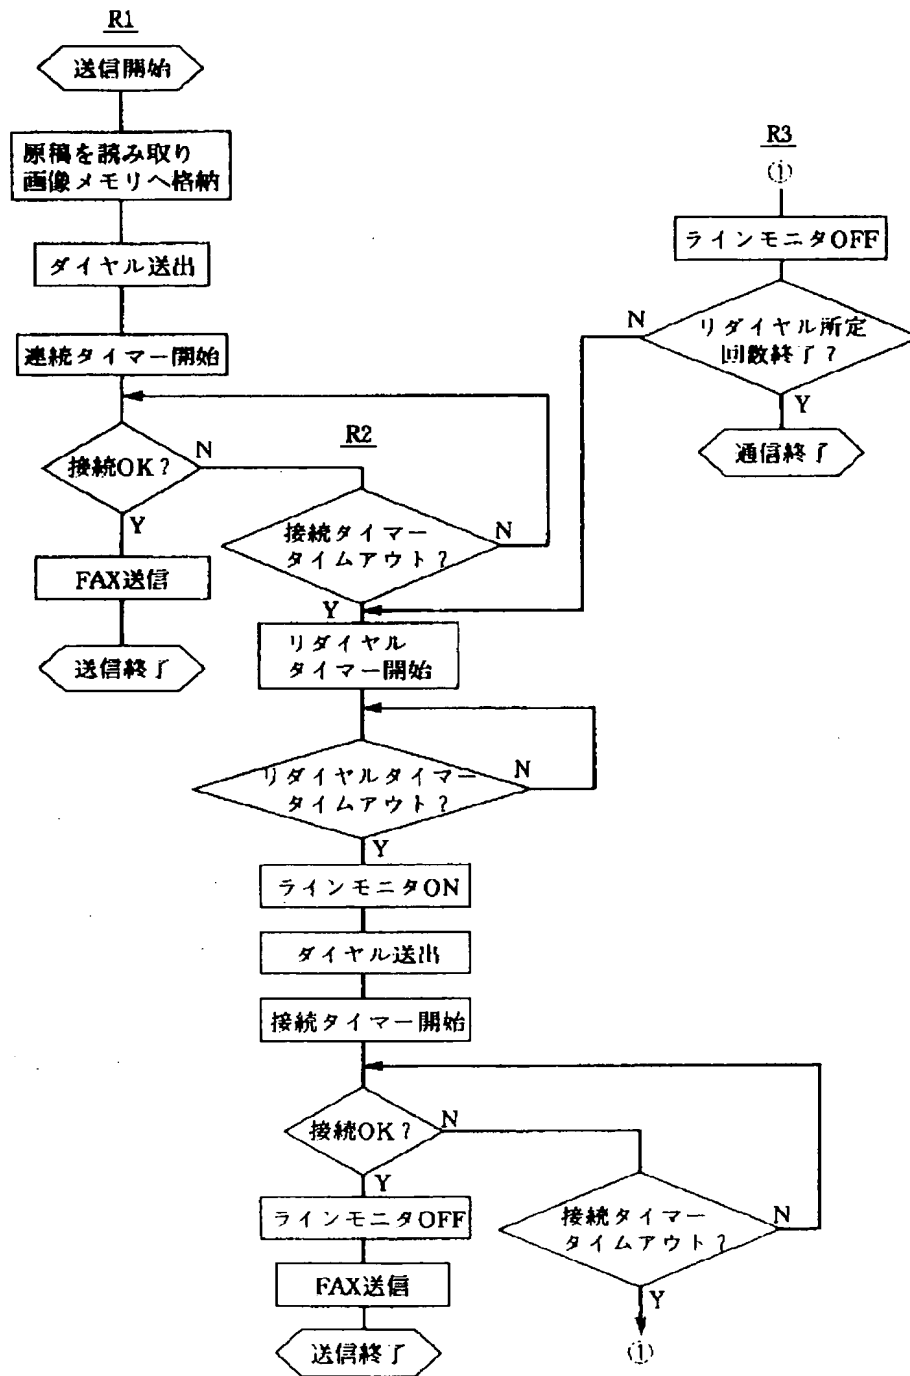 R1
送信開始
原稿を読み取り
画像メモリへ格納
ダイヤル送出
連続タイマー開始
接続OK?
N
Y
FAX送信
送信終了
R2
接続タイマー
タイムアウト?
N
Y
リダイヤル
タイマー開始
リダイヤルタイマー
タイムアウト?
N
Y
ラインモニタON
ダイヤル送出
接続タイマー開始
接続OK?
N
Y
ラインモニタOFF
FAX送信
送信終了
接続タイマー
タイムアウト?
N
Y
①
R3
①
ラインモニタOFF
リダイヤル所定
回数終了?
N
Y
通信終了